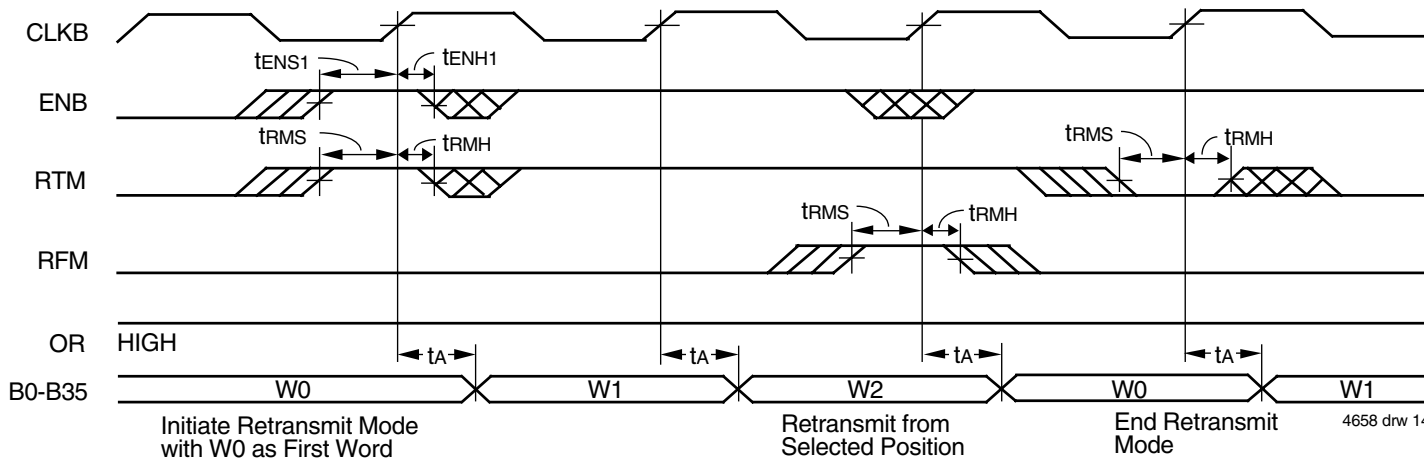 CLKB
tENS1
tENH1
ENB
tRMS
tRMH
tRMS
tRMH
RTM
tRMS
tRMH
RFM
OR
HIGH
tA
tA
tA
tA
B0-B35
W0
W1
W2
W0
W1
Initiate Retransmit Mode
with W0 as First Word
Retransmit from
Selected Position
End Retransmit
Mode
4658 drw 14